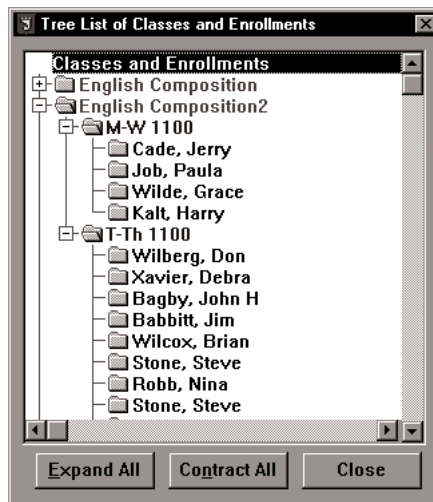 Tree List of Classes and Enrollments
Classes and Enrollments
English Composition
English Composition2
M-W 1100
Cade, Jerry
Job, Paula
Wilde, Grace
Kalt, Harry
T-Th 1100
Wilberg, Don
Xavier, Debra
Bagby, John H
Babbitt, Jim
Wilcox, Brian
Stone, Steve
Robb, Nina
Stone, Steve
Expand All Contract All Close